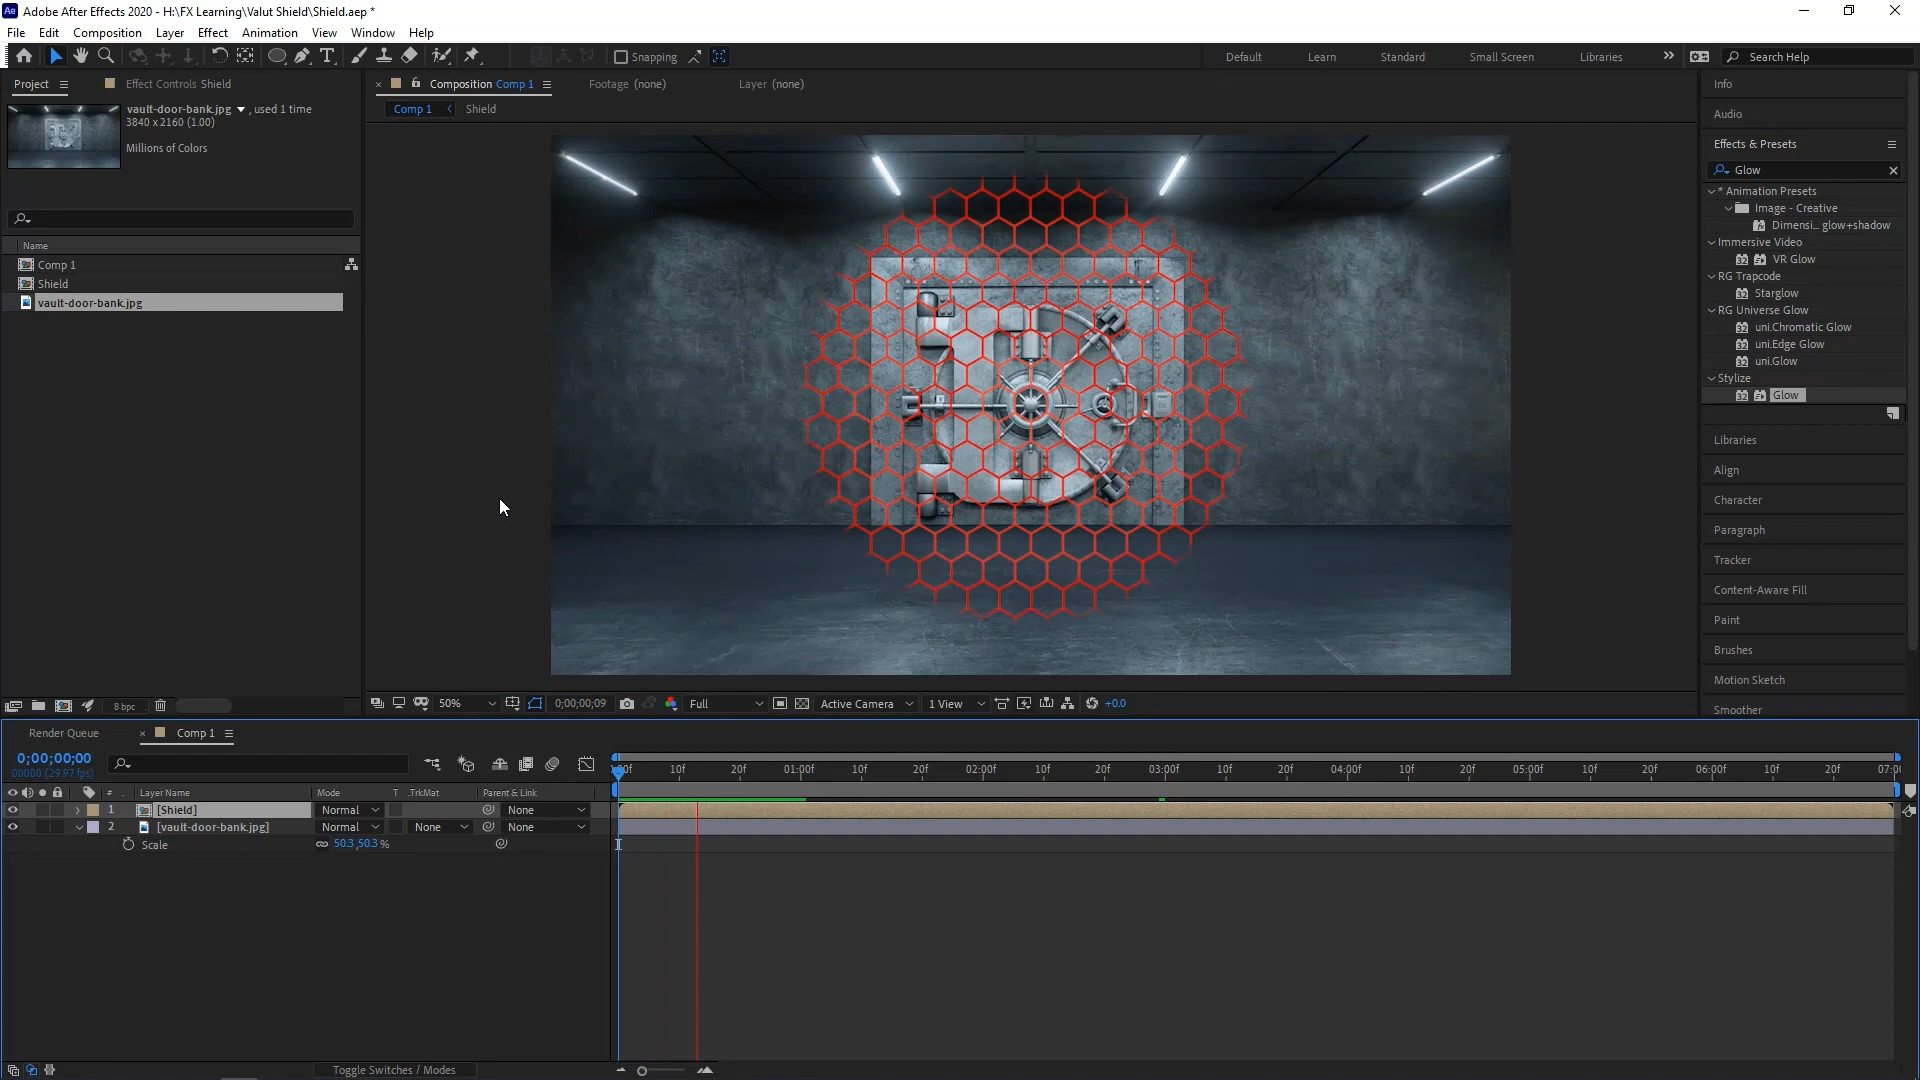 Ae Adobe After Effects 2020 - H:\FX Learning\Valut Shield\Shield.aep *
File Edit Composition Layer Effect Animation View Window Help
Snapping Default Learn Standard Small Screen Libraries Search Help
Project Effect Controls Shield Composition Comp 1 Footage (none) Layer (none) Info
vault-door-bank.jpg , used 1 time Comp 1 Shield
3840 x 2160 (1.00)
Millions of Colors
Audio
Effects & Presets
Glow
* Animation Presets
Image - Creative
Dimensi... glow+shadow
Immersive Video
VR Glow
RG Trapcode
Starglow
RG Universe Glow
uni.Chromatic Glow
uni.Edge Glow
uni.Glow
Stylize
Glow
Libraries
Align
Character
Paragraph
Tracker
Content-Aware Fill
Paint
Brushes
Motion Sketch
Smoother
Name
Comp 1
Shield
vault-door-bank.jpg
8 bpc 50% 0;00;00;09 Full Active Camera 1 View +0.0
Render Queue Comp 1
0;00;00;00
00000 (29.97 fps)
:00f 10f 20f 01:00f 10f 20f 02:00f 10f 20f 03:00f 10f 20f 04:00f 10f 20f 05:00f 10f 20f 06:00f 10f 20f 07:00
# Layer Name Mode T .TrkMat Parent & Link
1 [Shield] Normal None
2 [vault-door-bank.jpg] Normal None None
Scale 50.3,50.3 %
Toggle Switches / Modes